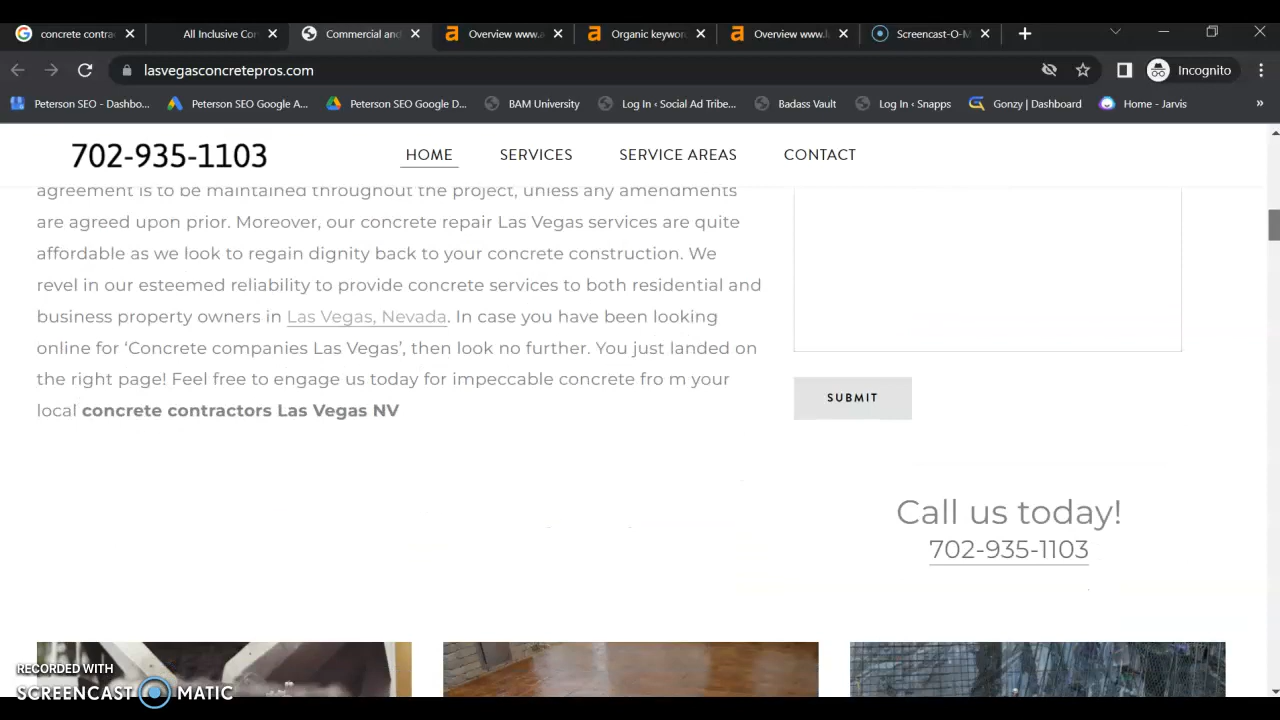 concrete contra
All Inclusive Con
Commercial and
Overview www.a
Organic keywor
Overview www.l
Screencast-O-M
lasvegasconcretepros.com
Incognito
Peterson SEO - Dashbo...
Peterson SEO Google A...
Peterson SEO Google D...
BAM University
Log In ‹ Social Ad Tribe...
Badass Vault
Log In ‹ Snapps
Gonzy | Dashboard
Home - Jarvis
»
702-935-1103
HOME
SERVICES
SERVICE AREAS
CONTACT
agreement is to be maintained throughout the project, unless any amendments
are agreed upon prior. Moreover, our concrete repair Las Vegas services are quite
affordable as we look to regain dignity back to your concrete construction. We
revel in our esteemed reliability to provide concrete services to both residential and
business property owners in Las Vegas, Nevada. In case you have been looking
online for ‘Concrete companies Las Vegas’, then look no further. You just landed on
the right page! Feel free to engage us today for impeccable concrete fro m your
local concrete contractors Las Vegas NV
SUBMIT
Call us today!
702-935-1103
RECORDED WITH
SCREENCAST MATIC